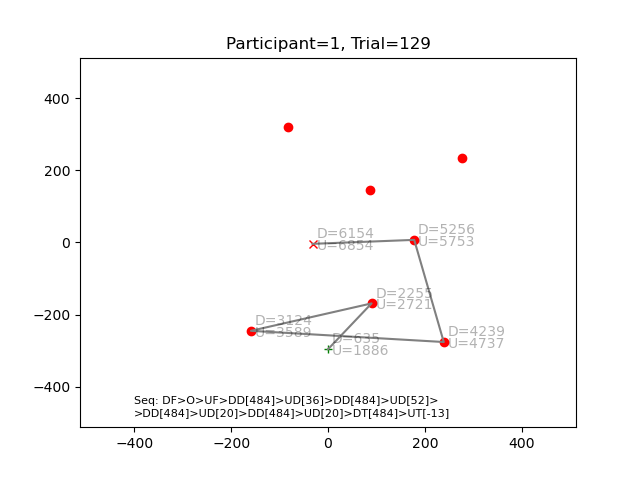 Participant=1, Trial=129
400
200
0
−200
−400
D=6154
U=6854
D=5256
U=5753
D=2255
U=2721
D=3124
U=3589
D=635
U=1886
D=4239
U=4737
Seq: DF>O>UF>DD[484]>UD[36]>DD[484]>UD[52]>
>DD[484]>UD[20]>DD[484]>UD[20]>DT[484]>UT[-13]
−400
−200
0
200
400